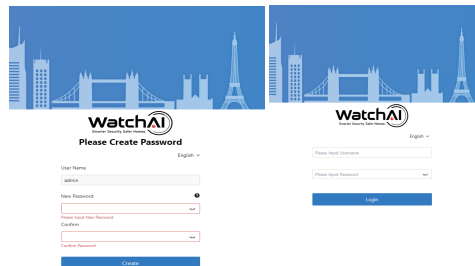 WatchAI
Smarter Security Safer Homes
Please Create Password
English
User Name
admin
New Password
Please Input New Password
Confirm
Confirm Password
Create
WatchAI
Smarter Security Safer Homes
English
Please Input Username
Please Input Password
Login